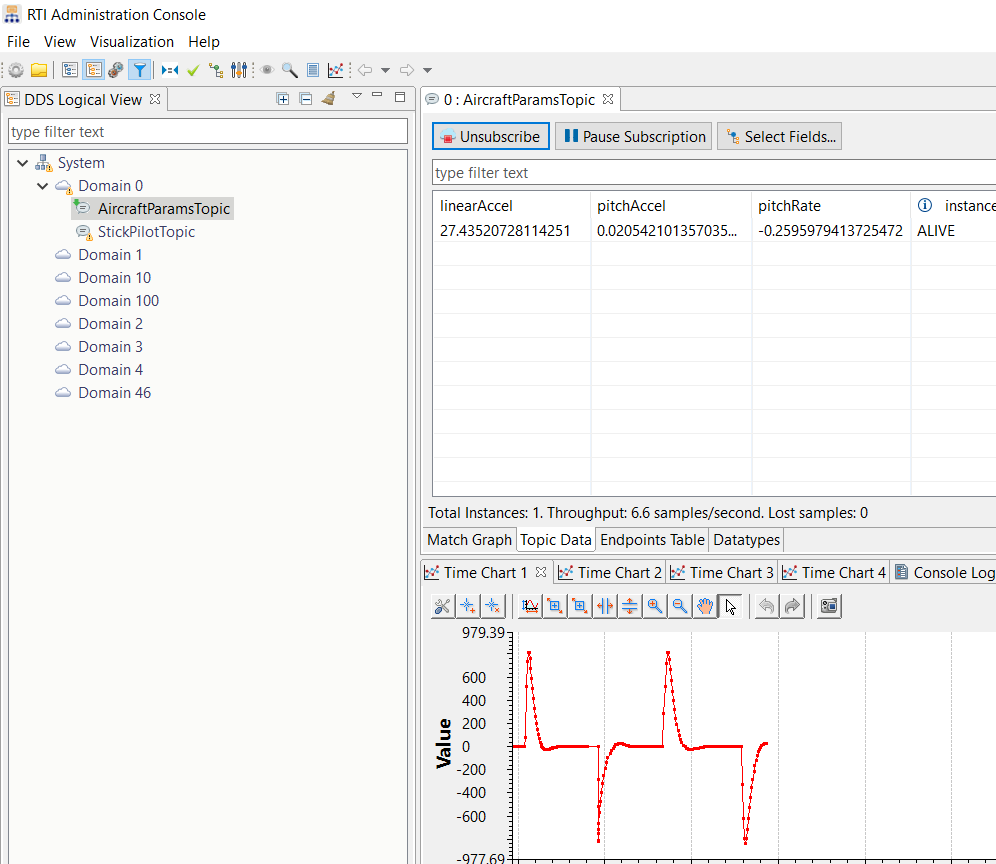 RTI Administration Console
File View Visualization Help
DDS Logical View
type filter text
System
Domain 0
AircraftParamsTopic
StickPilotTopic
Domain 1
Domain 10
Domain 100
Domain 2
Domain 3
Domain 4
Domain 46
0 : AircraftParamsTopic
Unsubscribe Pause Subscription Select Fields...
type filter text
linearAccel pitchAccel pitchRate instance
27.43520728114251 0.020542101357035... -0.2595979413725472 ALIVE
Total Instances: 1. Throughput: 6.6 samples/second. Lost samples: 0
Match Graph Topic Data Endpoints Table Datatypes
Time Chart 1 Time Chart 2 Time Chart 3 Time Chart 4 Console Log
979.39
600
400
200
0
-200
-400
-600
-977.69
Value